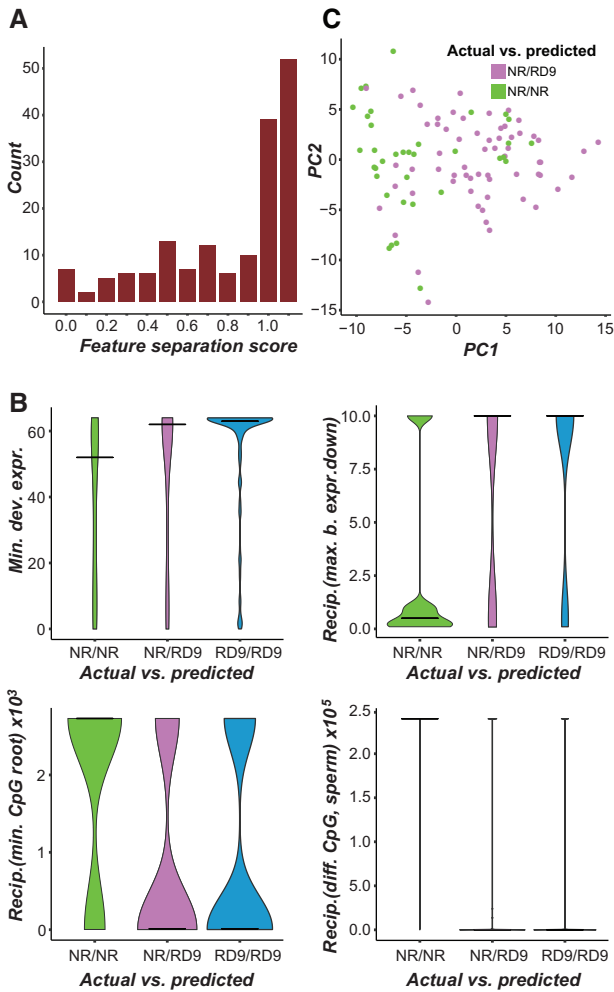 A
Count
50
40
30
20
10
0
0.0 0.2 0.4 0.6 0.8 1.0
Feature separation score
C
Actual vs. predicted
NR/RD9
NR/NR
PC2
10
5
0
−5
−10
−15
−10 −5 0 5 10 15
PC1
B
Min. dev. expr.
60
40
20
0
NR/NR NR/RD9 RD9/RD9
Actual vs. predicted
Recip.(max. b. expr.down)
10.0
7.5
5.0
2.5
0.0
NR/NR NR/RD9 RD9/RD9
Actual vs. predicted
Recip.(min. CpG root) x10³
2
1
0
NR/NR NR/RD9 RD9/RD9
Actual vs. predicted
Recip.(diff. CpG, sperm) x10⁵
2.5
2.0
1.5
1.0
5.0
0.0
NR/NR NR/RD9 RD9/RD9
Actual vs. predicted